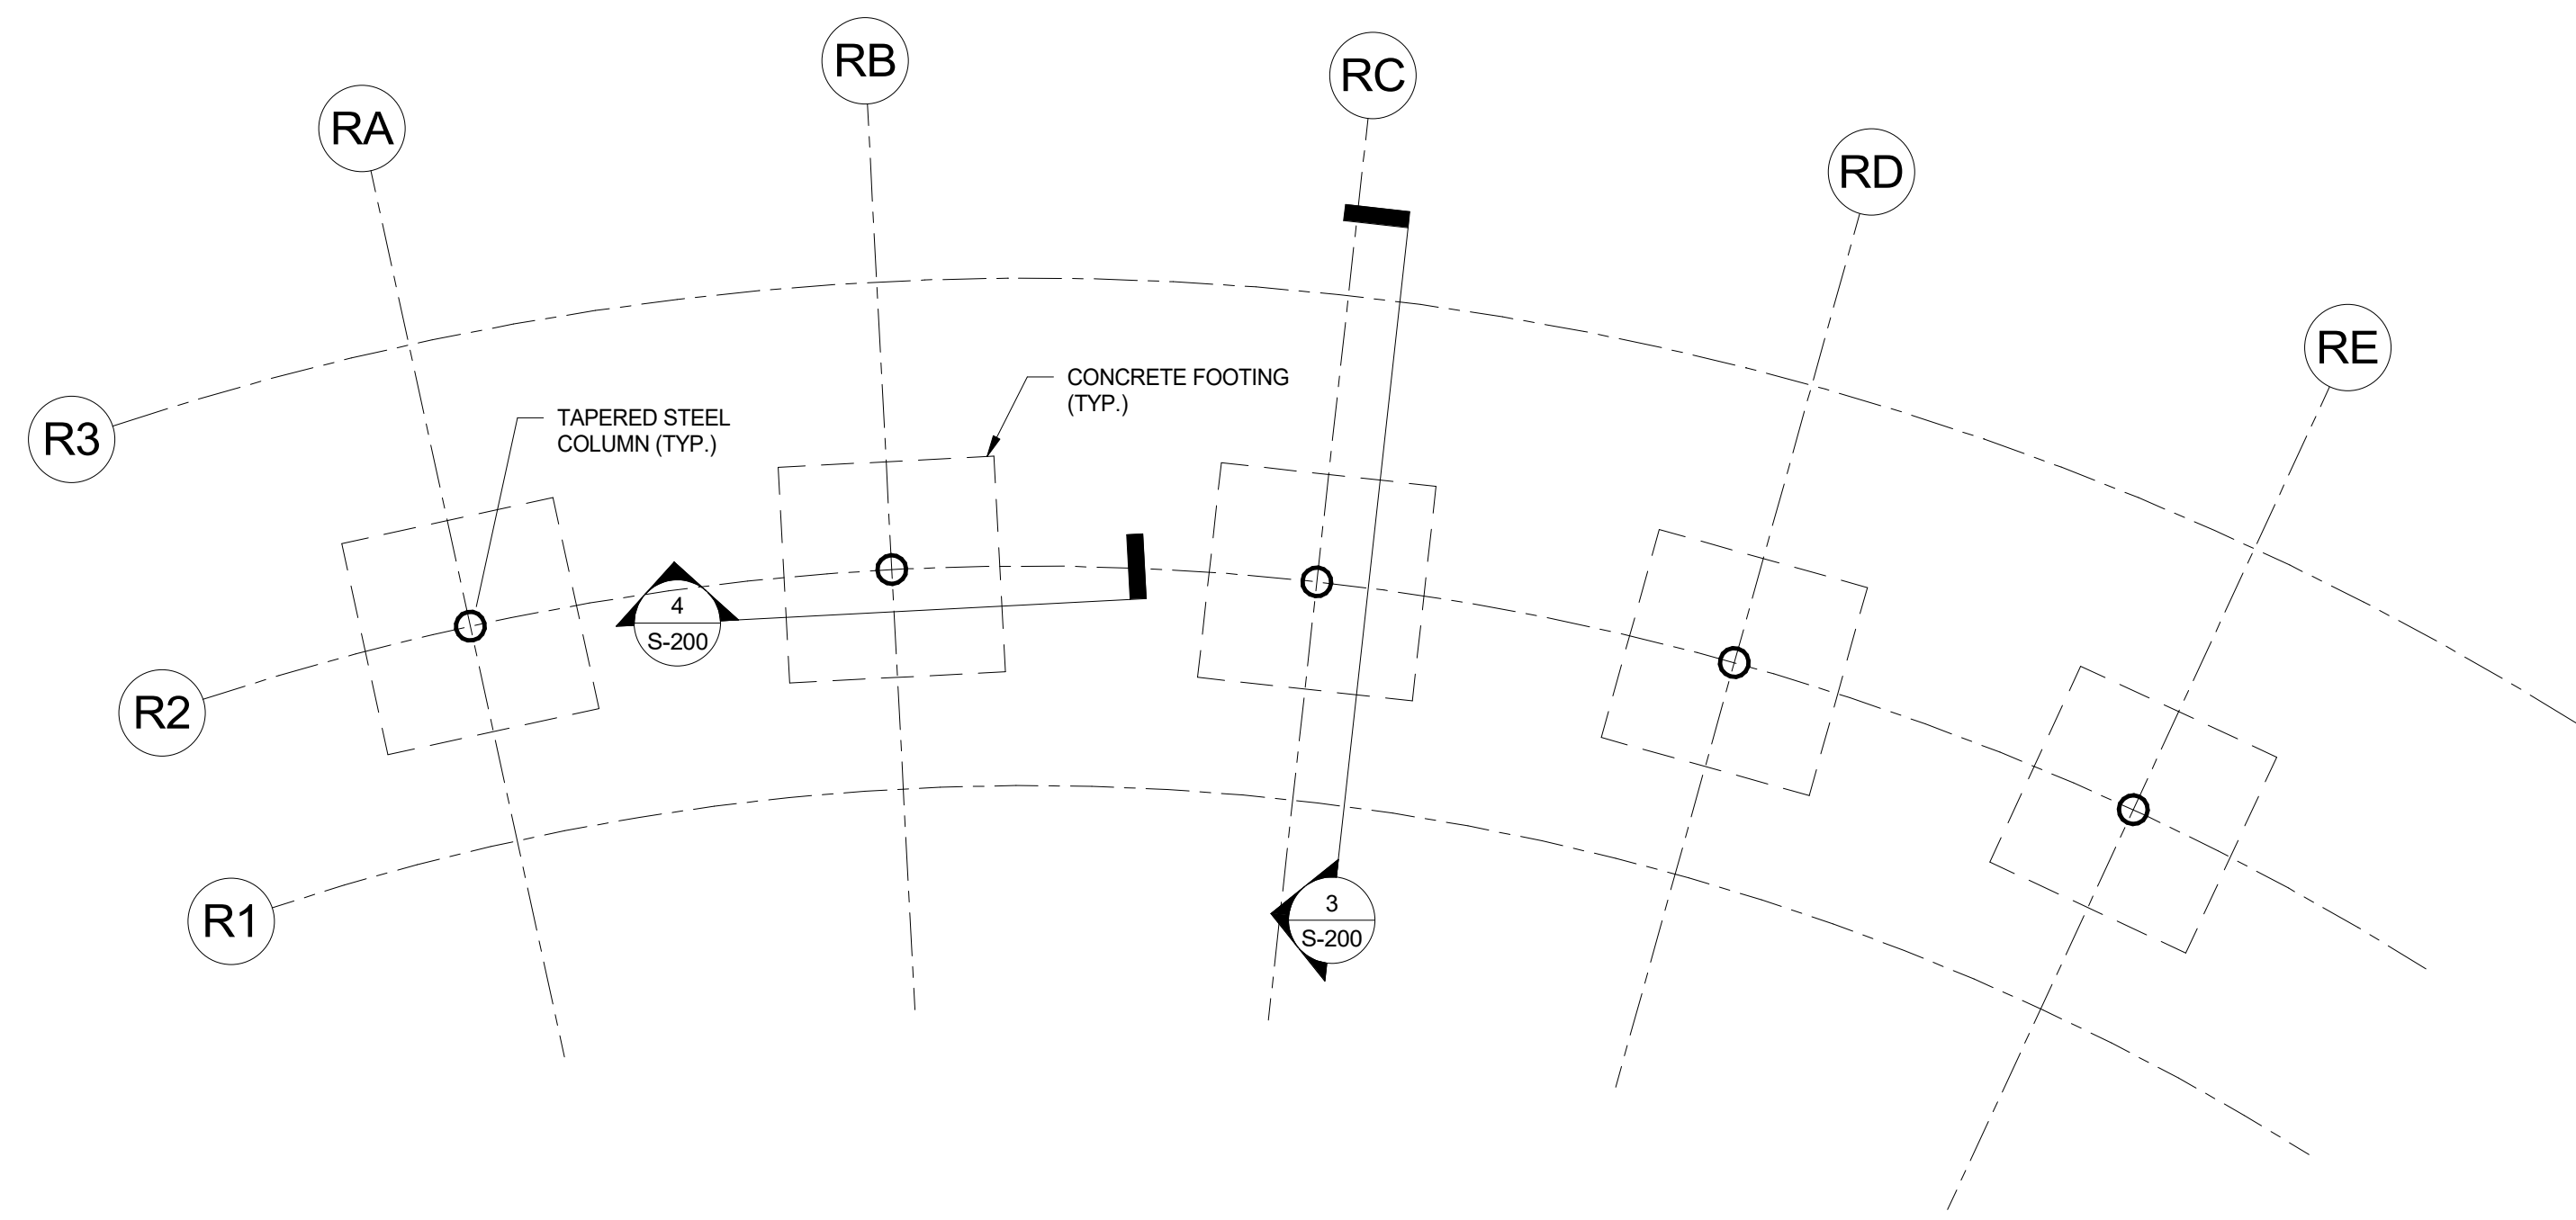 RA
RB
RC
RD
RE
R3
R2
R1
TAPERED STEEL
COLUMN (TYP.)
CONCRETE FOOTING
(TYP.)
4
S-200
3
S-200